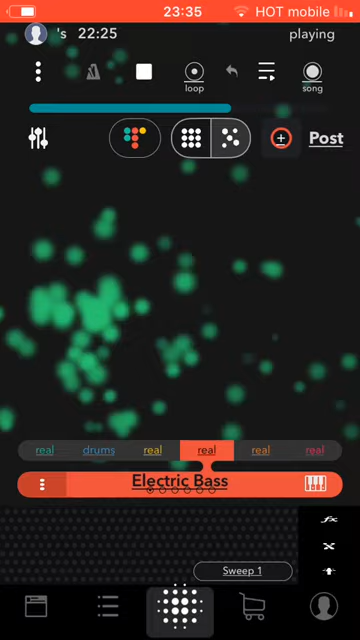 23:35 HOT mobile
's 22:25 playing
loop song
Post
real drums real real real real
Electric Bass
fx
Sweep 1